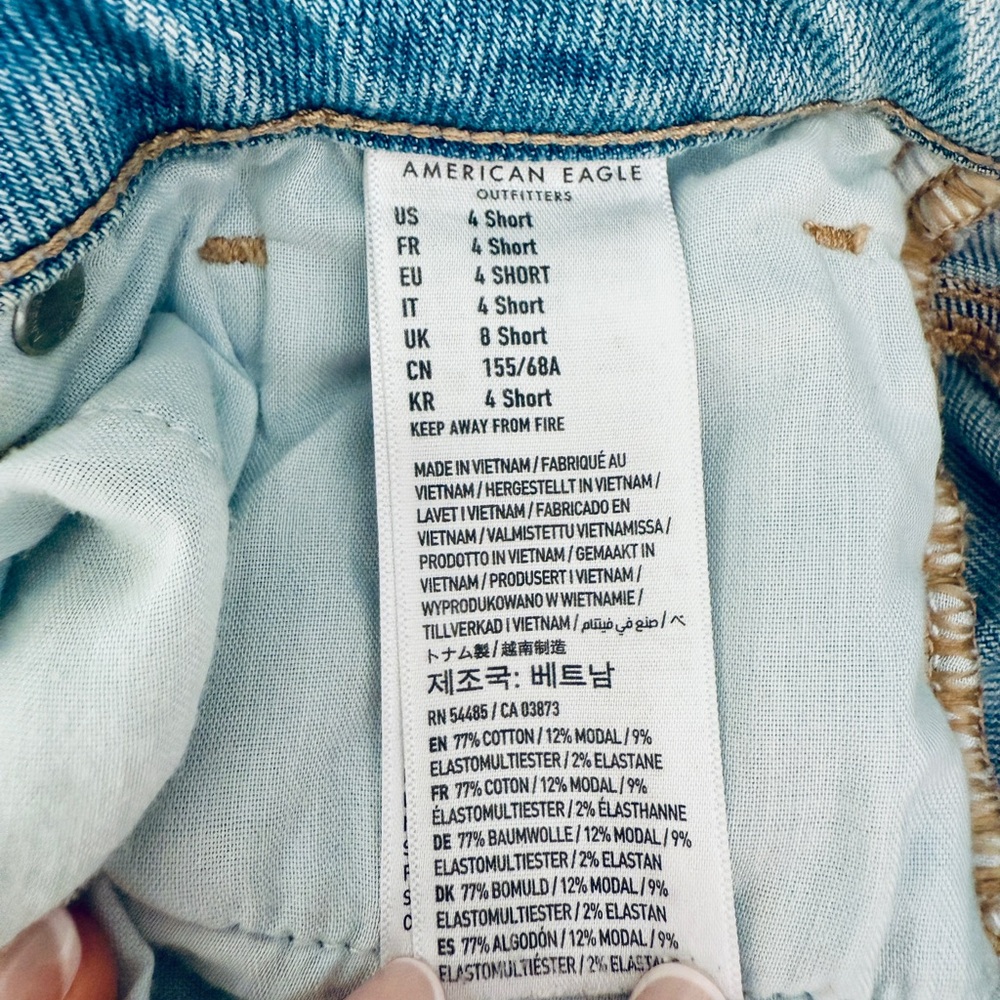 AMERICAN EAGLE
OUTFITTERS
US 4 Short
FR 4 Short
EU 4 SHORT
IT 4 Short
UK 8 Short
CN 155/68A
KR 4 Short
KEEP AWAY FROM FIRE
MADE IN VIETNAM / FABRIQUÉ AU
VIETNAM / HERGESTELLT IN VIETNAM /
LAVET I VIETNAM / FABRICADO EN
VIETNAM / VALMISTETTU VIETNAMISSA /
PRODOTTO IN VIETNAM / GEMAAKT IN
VIETNAM / PRODUSERT I VIETNAM /
WYPRODUKOWANO W WIETNAMIE /
TILLVERKAD I VIETNAM / صنع في فيتنام / ベ
トナム製 / 越南制造
제조국: 베트남
RN 54485 / CA 03873
EN 77% COTTON / 12% MODAL / 9%
ELASTOMULTIESTER / 2% ELASTANE
FR 77% COTON / 12% MODAL / 9%
ÉLASTOMULTIESTER / 2% ÉLASTHANNE
DE 77% BAUMWOLLE / 12% MODAL / 9%
ELASTOMULTIESTER / 2% ELASTAN
DK 77% BOMULD / 12% MODAL / 9%
ELASTOMULTIESTER / 2% ELASTAN
ES 77% ALGODÓN / 12% MODAL / 9%
ELASTOMULTIÉSTER / 2%